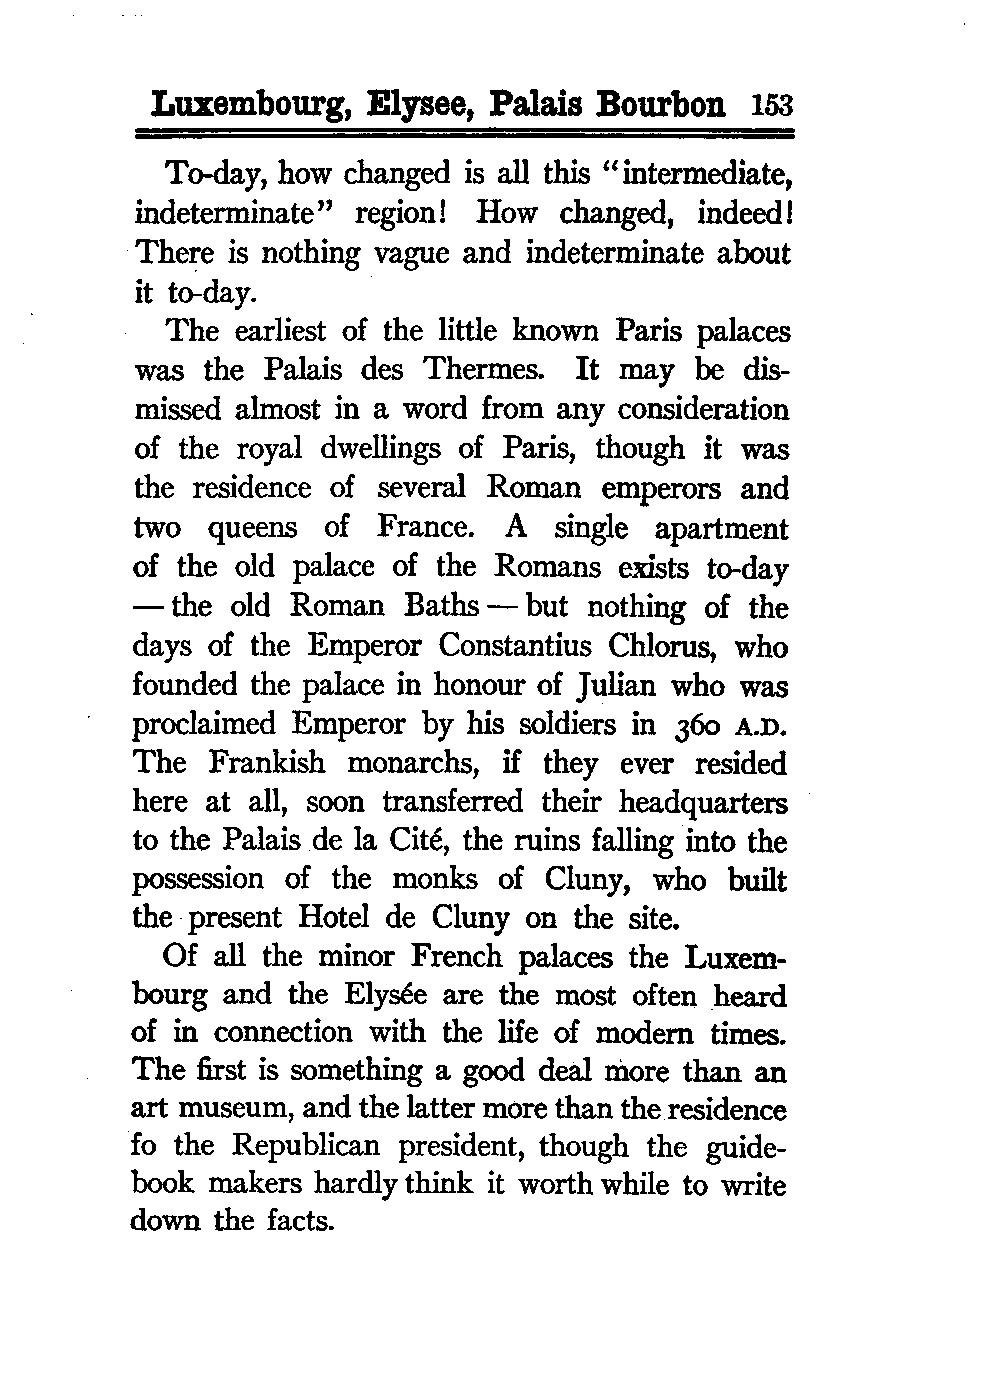 Luxembourg, Elysee, Palais Bourbon 153
To-day, how changed is all this “intermediate,
indeterminate” region! How changed, indeed!
There is nothing vague and indeterminate about
it to-day.
The earliest of the little known Paris palaces
was the Palais des Thermes. It may be dis-
missed almost in a word from any consideration
of the royal dwellings of Paris, though it was
the residence of several Roman emperors and
two queens of France. A single apartment
of the old palace of the Romans exists to-day
— the old Roman Baths — but nothing of the
days of the Emperor Constantius Chlorus, who
founded the palace in honour of Julian who was
proclaimed Emperor by his soldiers in 360 A.D.
The Frankish monarchs, if they ever resided
here at all, soon transferred their headquarters
to the Palais de la Cité, the ruins falling into the
possession of the monks of Cluny, who built
the present Hotel de Cluny on the site.
Of all the minor French palaces the Luxem-
bourg and the Elysée are the most often heard
of in connection with the life of modern times.
The first is something a good deal more than an
art museum, and the latter more than the residence
fo the Republican president, though the guide-
book makers hardly think it worth while to write
down the facts.